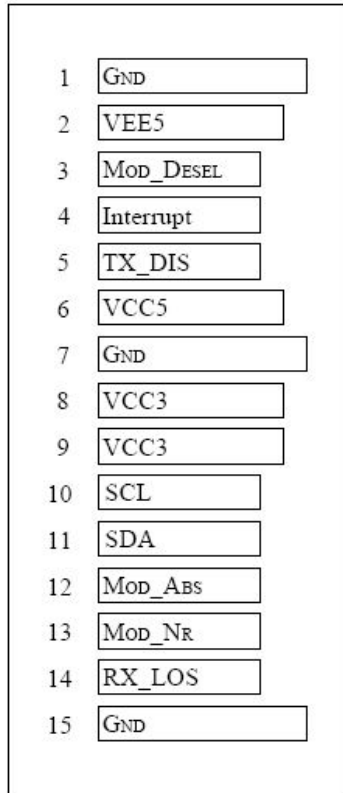 1 GND
2 VEE5
3 MOD_DESEL
4 Interrupt
5 TX_DIS
6 VCC5
7 GND
8 VCC3
9 VCC3
10 SCL
11 SDA
12 MOD_ABS
13 MOD_NR
14 RX_LOS
15 GND